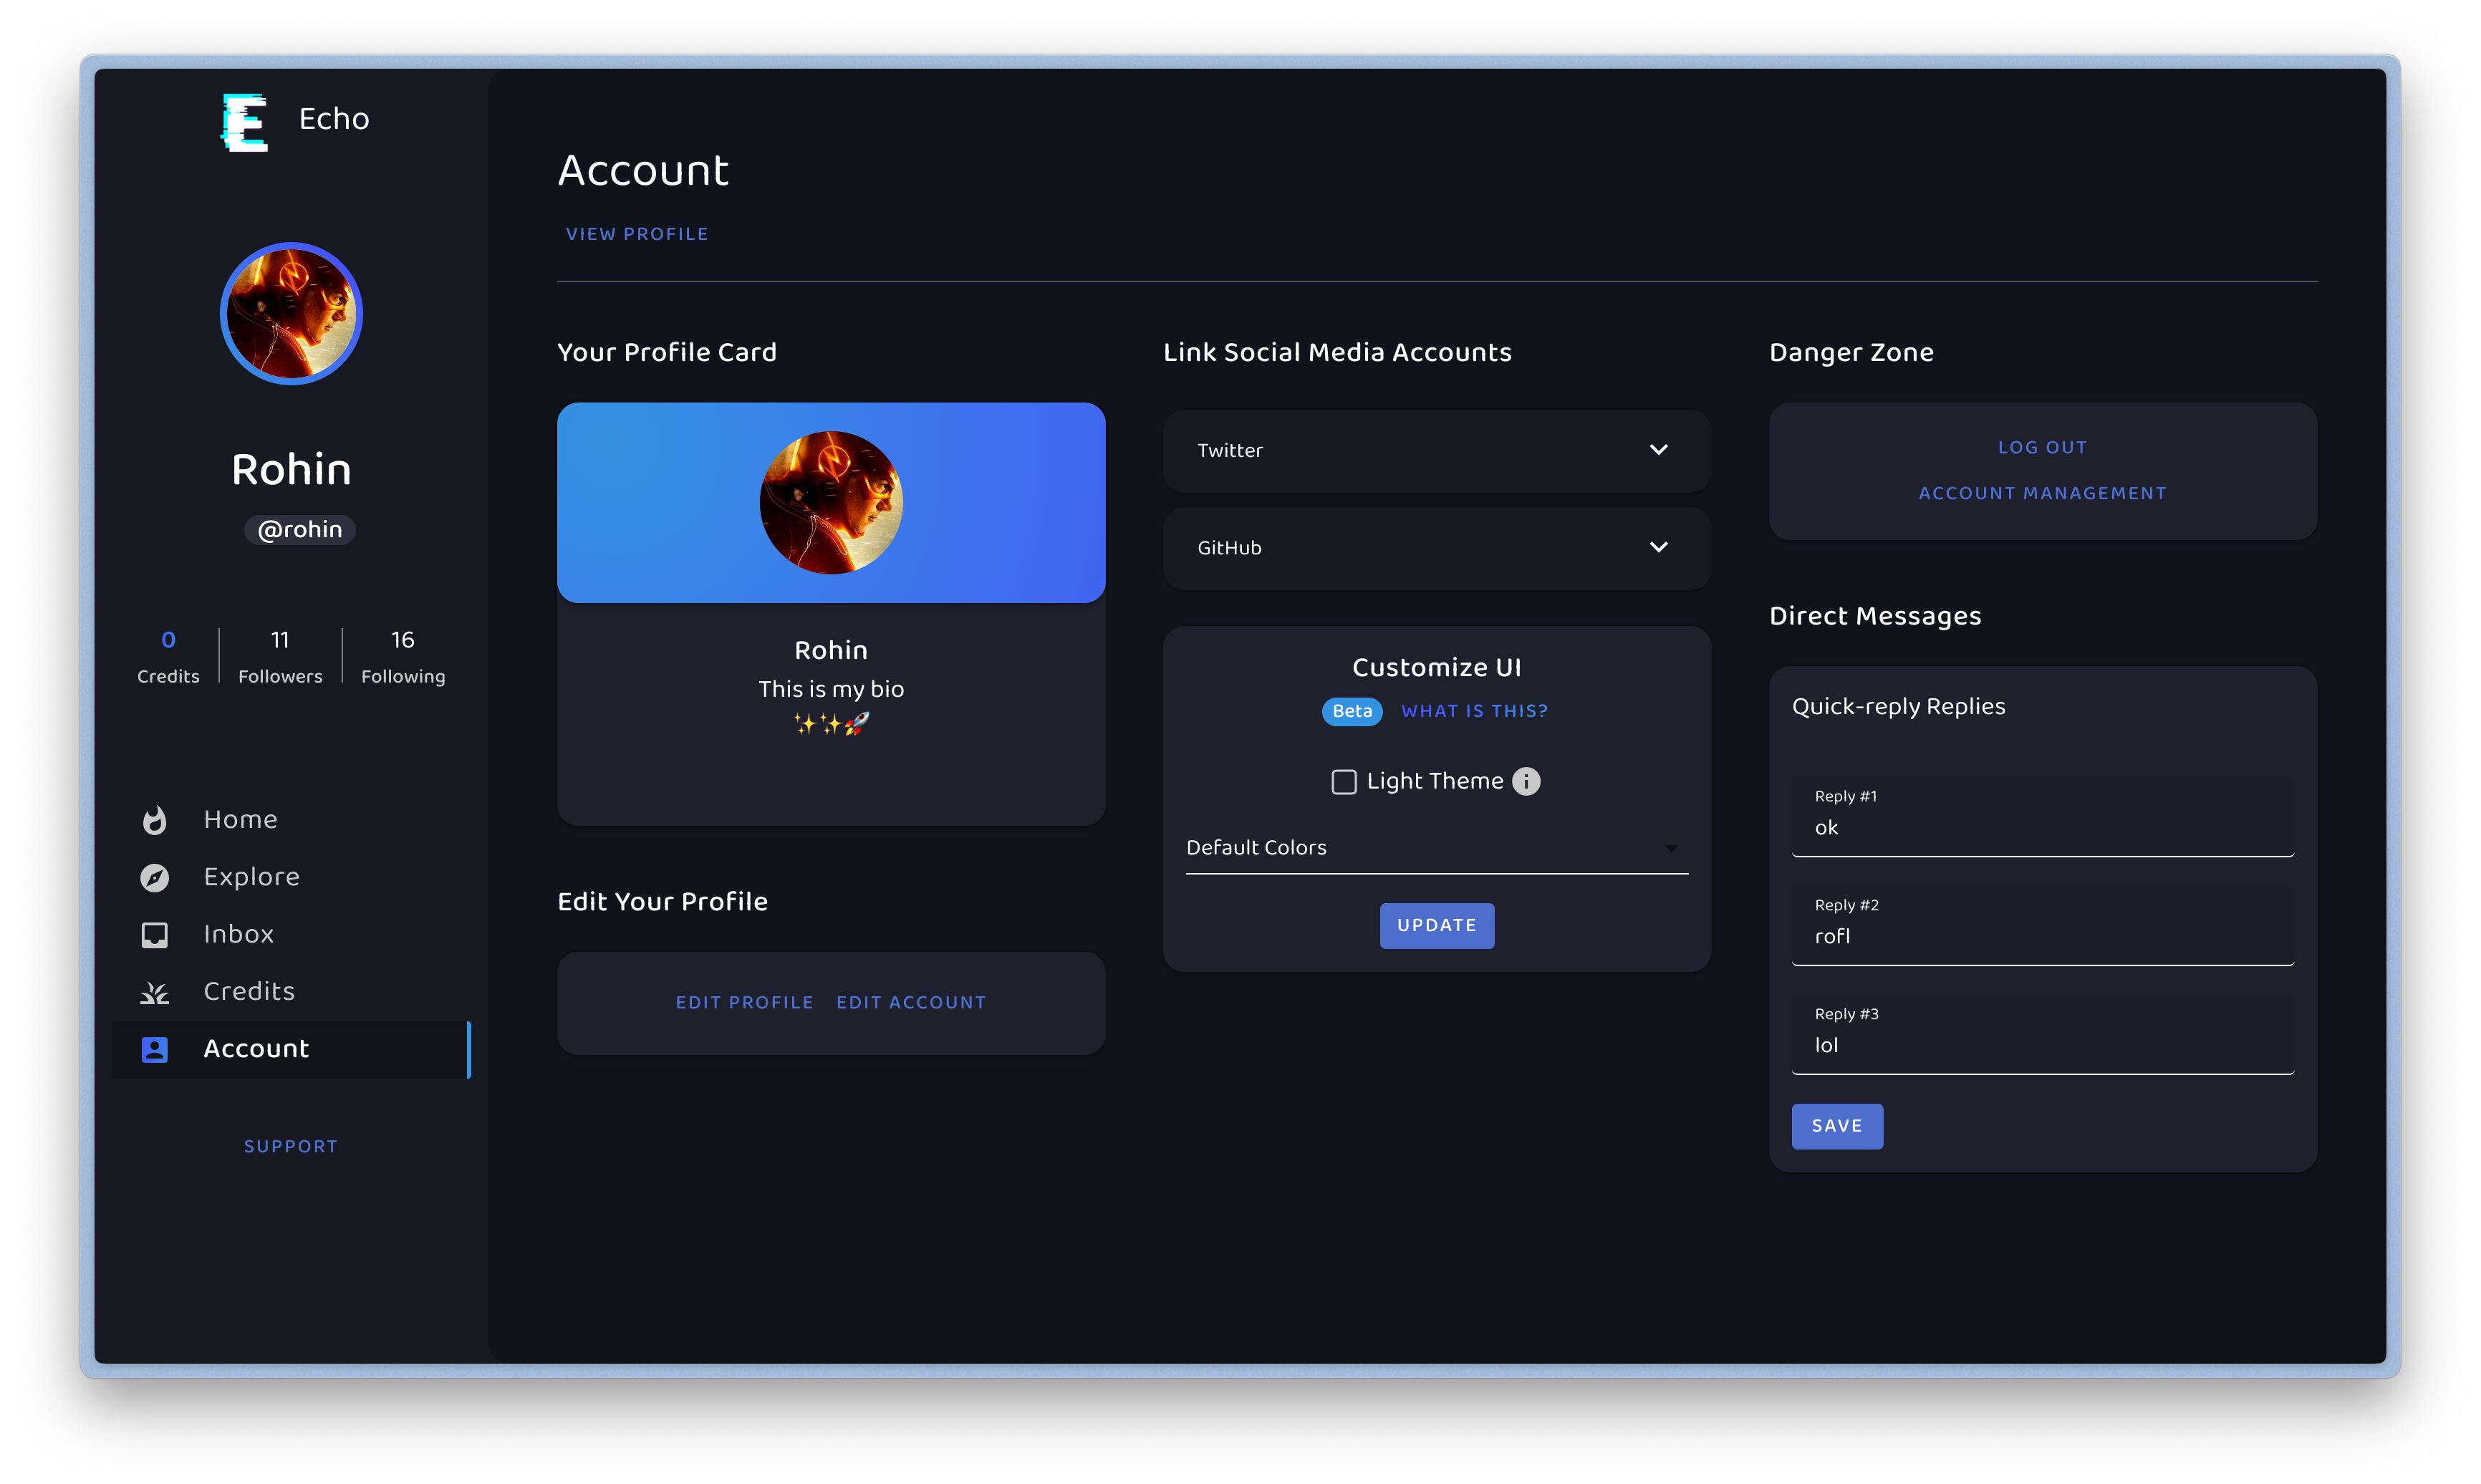 Echo
Rohin
@rohin
0 11 16
Credits Followers Following
Home
Explore
Inbox
Credits
Account
SUPPORT
Account
VIEW PROFILE
Your Profile Card
Rohin
This is my bio
✨✨🚀
Edit Your Profile
EDIT PROFILE EDIT ACCOUNT
Link Social Media Accounts
Twitter
GitHub
Customize UI
Beta WHAT IS THIS?
Light Theme
Default Colors
UPDATE
Danger Zone
LOG OUT
ACCOUNT MANAGEMENT
Direct Messages
Quick-reply Replies
Reply #1
ok
Reply #2
rofl
Reply #3
lol
SAVE